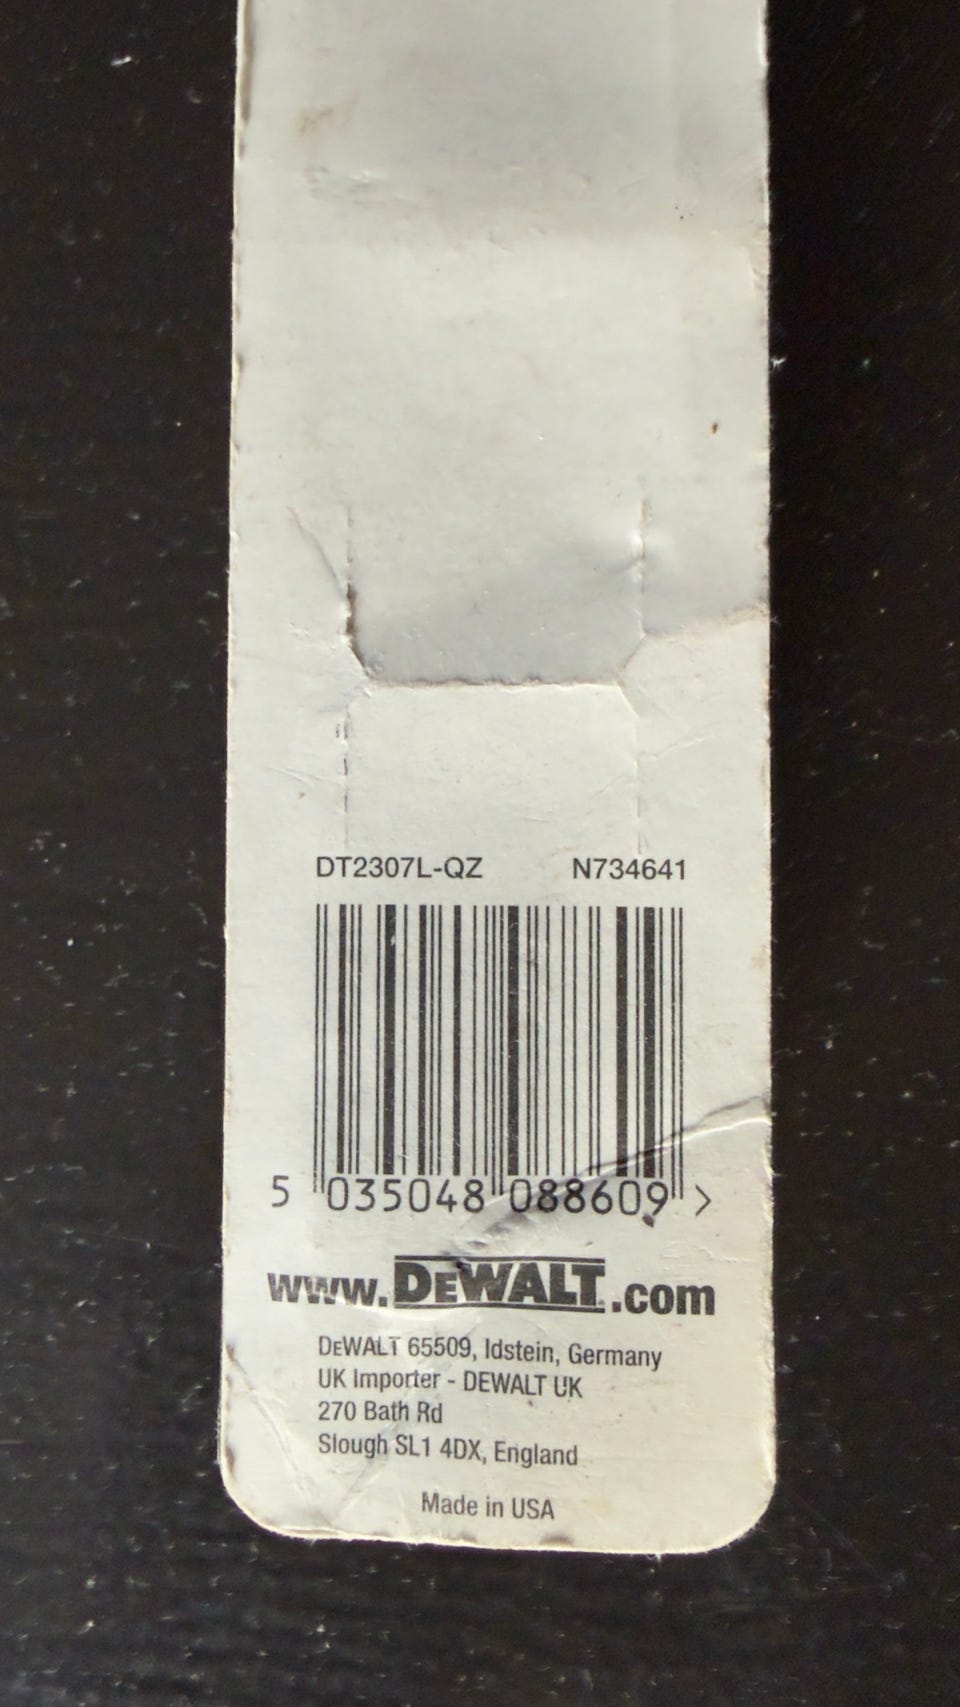 DT2307L-QZ N734641
5 035048 088609 >
www.DEWALT.com
DEWALT 65509, Idstein, Germany
UK Importer - DEWALT UK
270 Bath Rd
Slough SL1 4DX, England
Made in USA